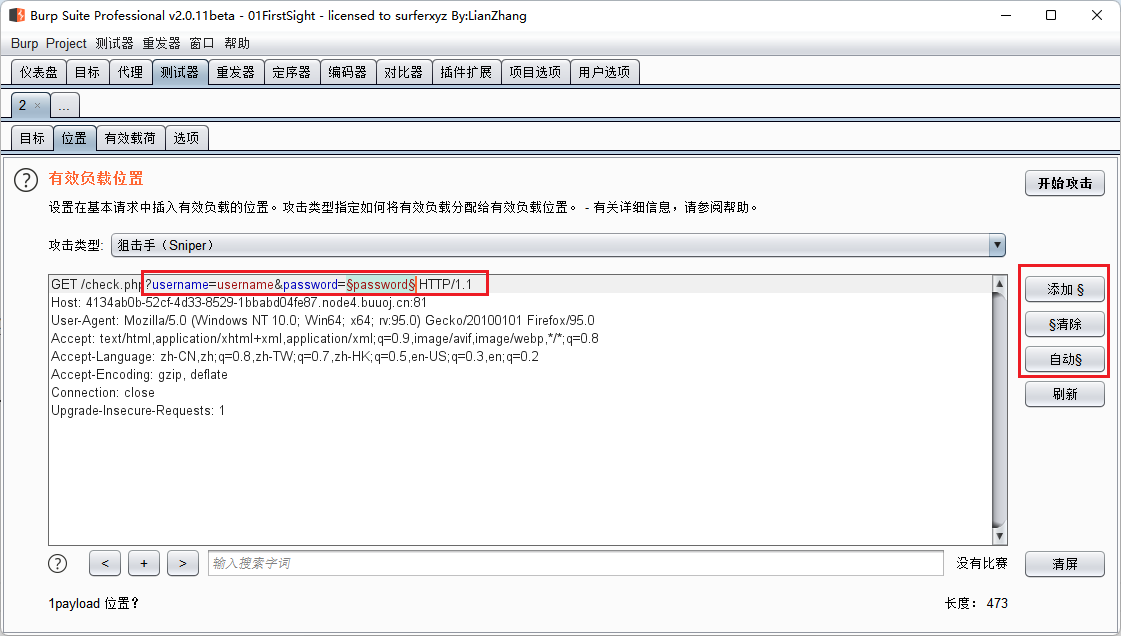 Burp Suite Professional v2.0.11beta - 01FirstSight - licensed to surferxyz By:LianZhang
Burp Project 测试器 重发器 窗口 帮助
仪表盘 目标 代理 测试器 重发器 定序器 编码器 对比器 插件扩展 项目选项 用户选项
2 × ...
目标 位置 有效载荷 选项
? 有效负载位置 开始攻击
设置在基本请求中插入有效负载的位置。攻击类型指定如何将有效负载分配给有效负载位置。 - 有关详细信息，请参阅帮助。
攻击类型: 狙击手（Sniper）
GET /check.php?username=username&password=§password§ HTTP/1.1
Host: 4134ab0b-52cf-4d33-8529-1bbabd04fe87.node4.buuoj.cn:81
User-Agent: Mozilla/5.0 (Windows NT 10.0; Win64; x64; rv:95.0) Gecko/20100101 Firefox/95.0
Accept: text/html,application/xhtml+xml,application/xml;q=0.9,image/avif,image/webp,*/*;q=0.8
Accept-Language: zh-CN,zh;q=0.8,zh-TW;q=0.7,zh-HK;q=0.5,en-US;q=0.3,en;q=0.2
Accept-Encoding: gzip, deflate
Connection: close
Upgrade-Insecure-Requests: 1
添加 §
§清除
自动§
刷新
? < + > 输入搜索字词 没有比赛 清屏
1payload 位置? 长度: 473